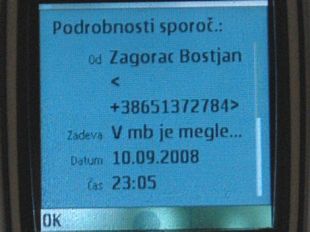 Podrobnosti sporoč.:
Od Zagorac Bostjan
<
+38651372784>
Zadeva V mb je megle...
Datum 10.09.2008
Čas 23:05
OK